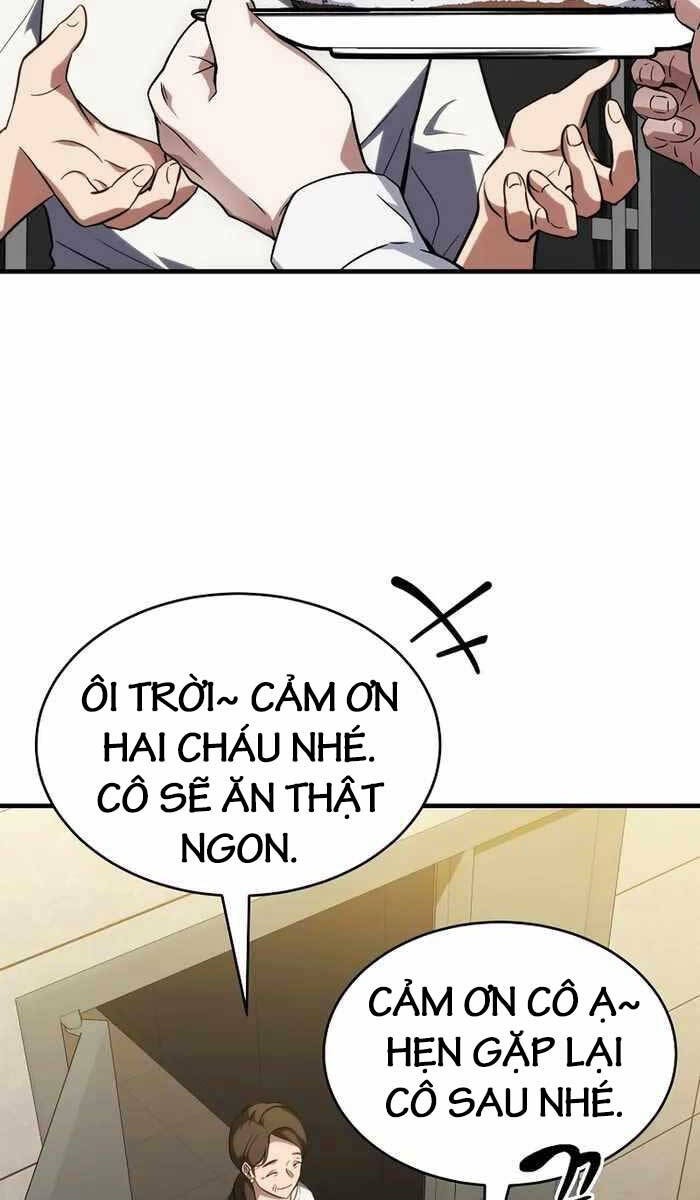 ÔI TRỜI~ CẢM ƠN
HAI CHÁU NHÉ.
CÔ SẼ ĂN THẬT
NGON.
CẢM ƠN CÔ Ạ~
HẸN GẶP LẠI
CÔ SAU NHÉ.